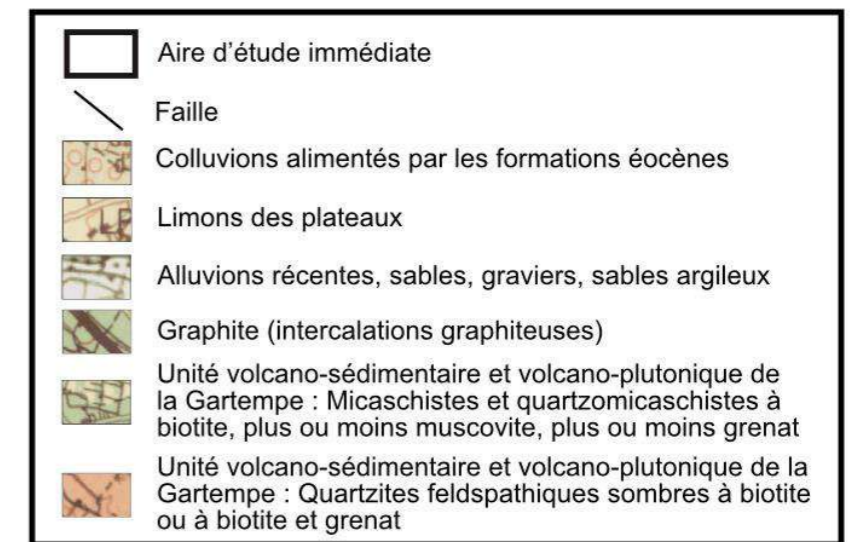 Aire d'étude immédiate
Faille
Colluvions alimentés par les formations éocènes
Limons des plateaux
Alluvions récentes, sables, graviers, sables argileux
Graphite (intercalations graphiteuses)
Unité volcano-sédimentaire et volcano-plutonique de
la Gartempe : Micaschistes et quartzomicaschistes à
biotite, plus ou moins muscovite, plus ou moins grenat
Unité volcano-sédimentaire et volcano-plutonique de la
Gartempe : Quartzites feldspathiques sombres à biotite
ou à biotite et grenat